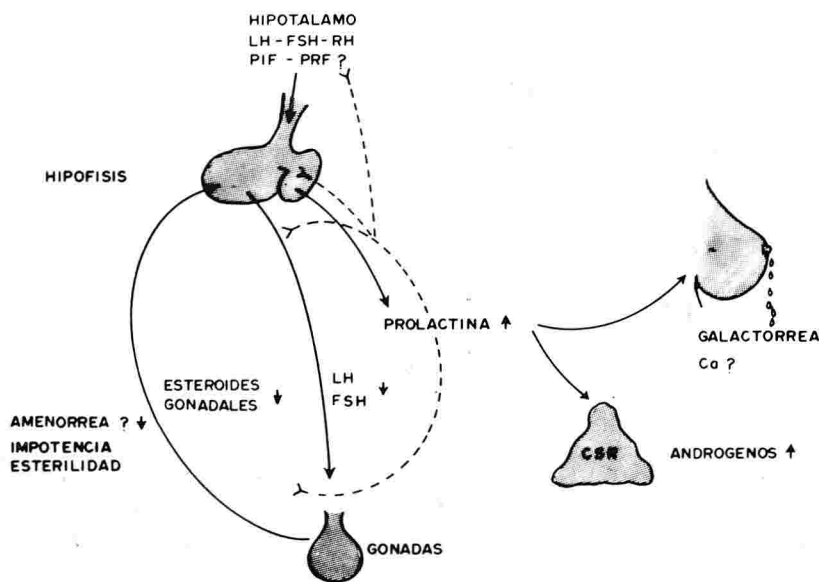 HIPOTALAMO
LH - FSH - RH
PIF - PRF ?
HIPOFISIS
PROLACTINA
GALACTORREA
Ca ?
ESTEROIDES
GONADALES
LH
FSH
AMENORREA ?
IMPOTENCIA
ESTERILIDAD
CSR
ANDROGENOS
GONADAS